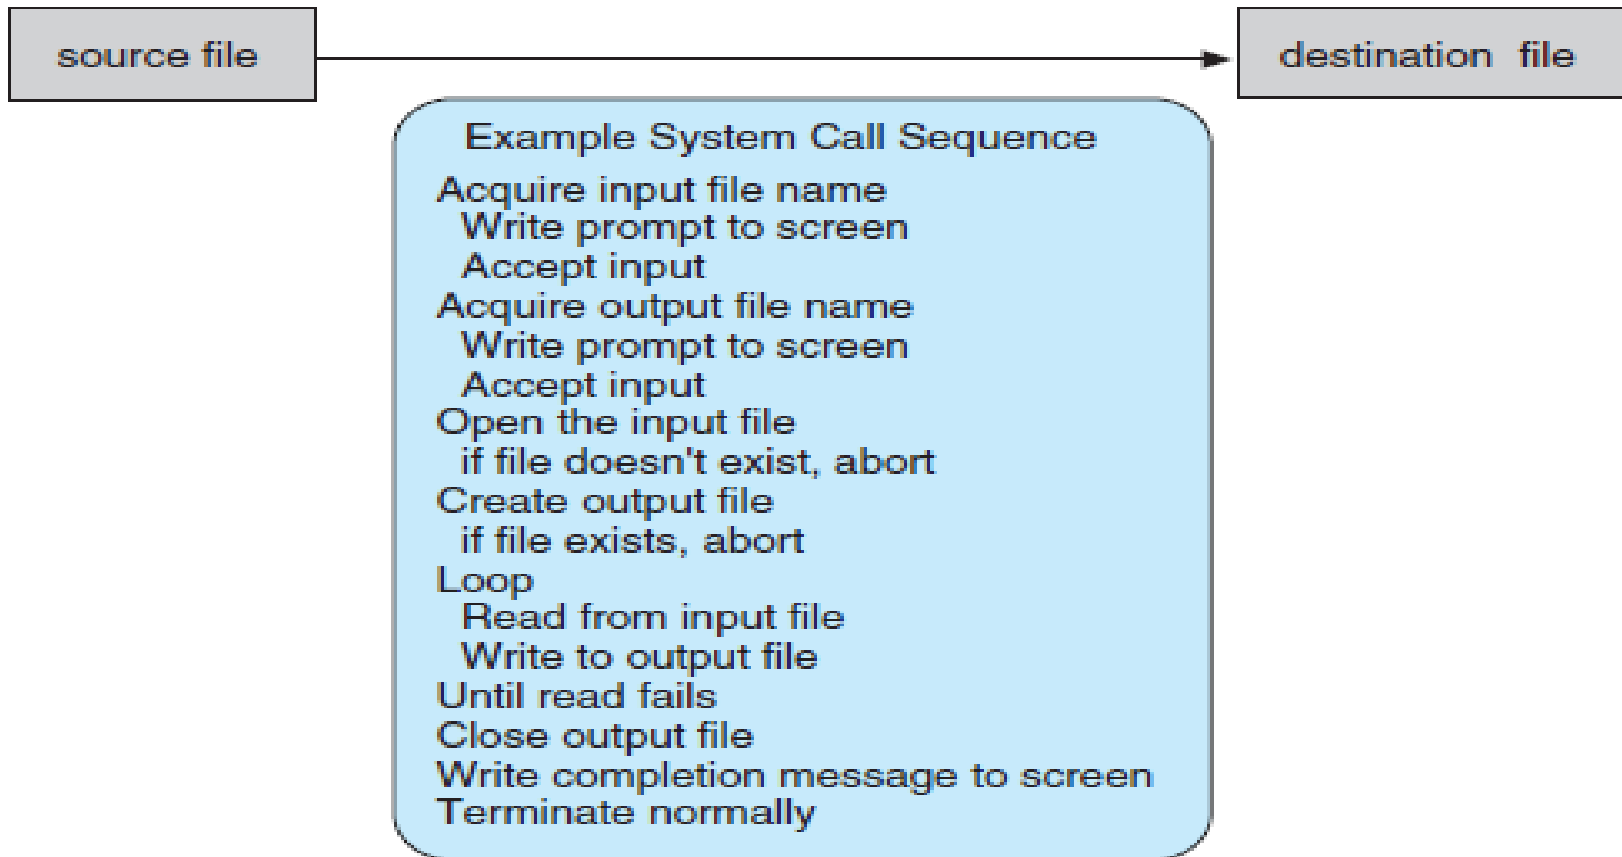 source file
destination file
Example System Call Sequence
Acquire input file name
Write prompt to screen
Accept input
Acquire output file name
Write prompt to screen
Accept input
Open the input file
if file doesn't exist, abort
Create output file
if file exists, abort
Loop
Read from input file
Write to output file
Until read fails
Close output file
Write completion message to screen
Terminate normally